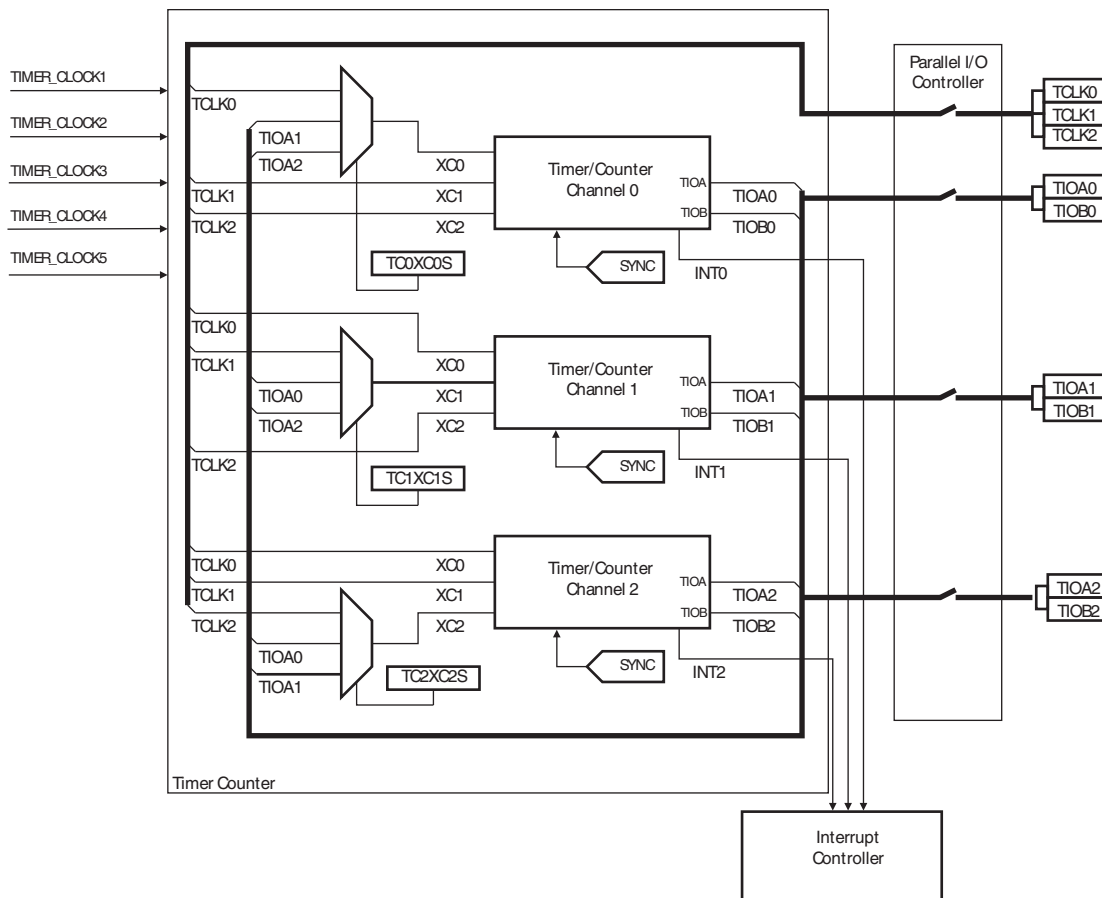 TIMER_CLOCK1
TIMER_CLOCK2
TIMER_CLOCK3
TIMER_CLOCK4
TIMER_CLOCK5
TCLK0
TIOA1
TIOA2
TCLK1
TCLK2
XC0
XC1
XC2
TC0XC0S
Timer/Counter
Channel 0
TIOA
TIOB
TIOA0
TIOB0
SYNC
INT0
TCLK0
TCLK1
TIOA0
TIOA2
TCLK2
XC0
XC1
XC2
TC1XC1S
Timer/Counter
Channel 1
TIOA
TIOB
TIOA1
TIOB1
SYNC
INT1
TCLK0
TCLK1
TCLK2
TIOA0
TIOA1
XC0
XC1
XC2
TC2XC2S
Timer/Counter
Channel 2
TIOA
TIOB
TIOA2
TIOB2
SYNC
INT2
Timer Counter
Parallel I/O
Controller
TCLK0
TCLK1
TCLK2
TIOA0
TIOB0
TIOA1
TIOB1
TIOA2
TIOB2
Interrupt
Controller